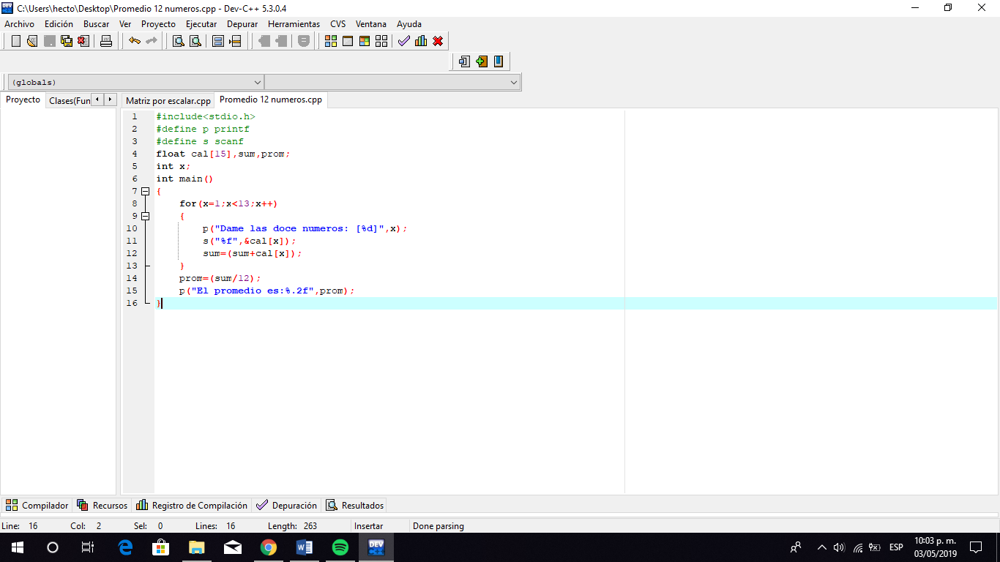 C:\Users\hecto\Desktop\Promedio 12 numeros.cpp - Dev-C++ 5.3.0.4
Archivo Edición Buscar Ver Proyecto Ejecutar Depurar Herramientas CVS Ventana Ayuda
(globals)
Proyecto Clases(Fun Matriz por escalar.cpp Promedio 12 numeros.cpp
1 #include<stdio.h>
2 #define p printf
3 #define s scanf
4 float cal[15],sum,prom;
5 int x;
6 int main()
7 {
8 for(x=1;x<13;x++)
9 {
10 p("Dame las doce numeros: [%d]",x);
11 s("%f",&cal[x]);
12 sum=(sum+cal[x]);
13 }
14 prom=(sum/12);
15 p("El promedio es:%.2f",prom);
16 }
Compilador Recursos Registro de Compilación Depuración Resultados
Line: 16 Col: 2 Sel: 0 Lines: 16 Length: 263 Insertar Done parsing
DEV
ESP 10:03 p. m.
03/05/2019